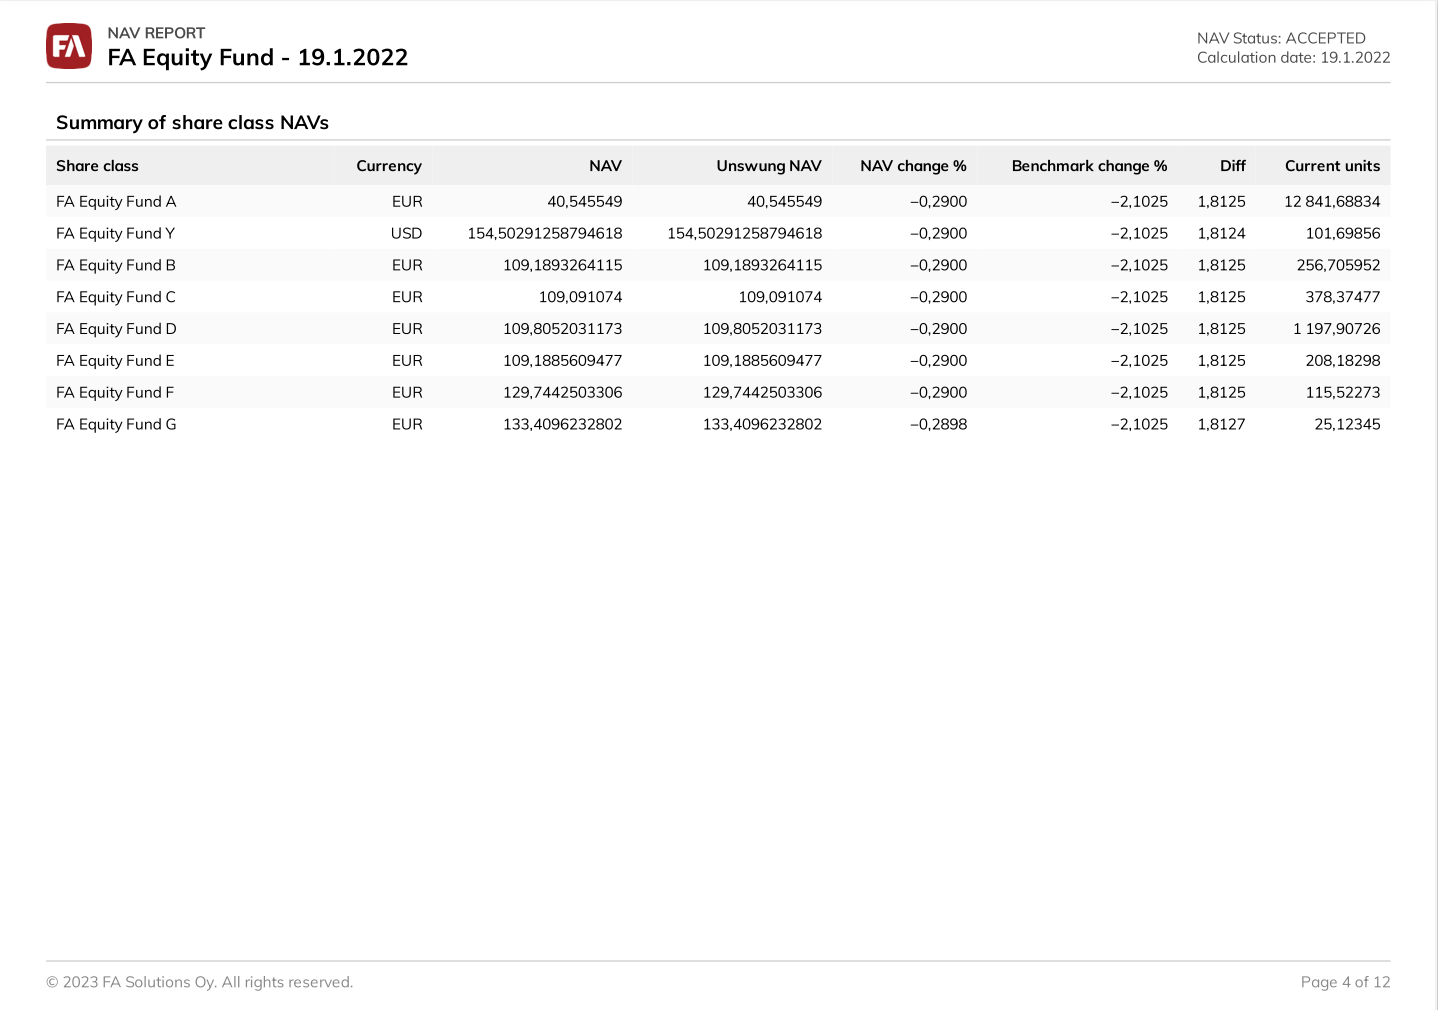 FA
NAV REPORT
FA Equity Fund - 19.1.2022
NAV Status: ACCEPTED
Calculation date: 19.1.2022
Summary of share class NAVs
Share class Currency NAV Unswung NAV NAV change % Benchmark change % Diff Current units
FA Equity Fund A EUR 40,545549 40,545549 −0,2900 −2,1025 1,8125 12 841,68834
FA Equity Fund Y USD 154,50291258794618 154,50291258794618 −0,2900 −2,1025 1,8124 101,69856
FA Equity Fund B EUR 109,1893264115 109,1893264115 −0,2900 −2,1025 1,8125 256,705952
FA Equity Fund C EUR 109,091074 109,091074 −0,2900 −2,1025 1,8125 378,37477
FA Equity Fund D EUR 109,8052031173 109,8052031173 −0,2900 −2,1025 1,8125 1 197,90726
FA Equity Fund E EUR 109,1885609477 109,1885609477 −0,2900 −2,1025 1,8125 208,18298
FA Equity Fund F EUR 129,7442503306 129,7442503306 −0,2900 −2,1025 1,8125 115,52273
FA Equity Fund G EUR 133,4096232802 133,4096232802 −0,2898 −2,1025 1,8127 25,12345
© 2023 FA Solutions Oy. All rights reserved.
Page 4 of 12